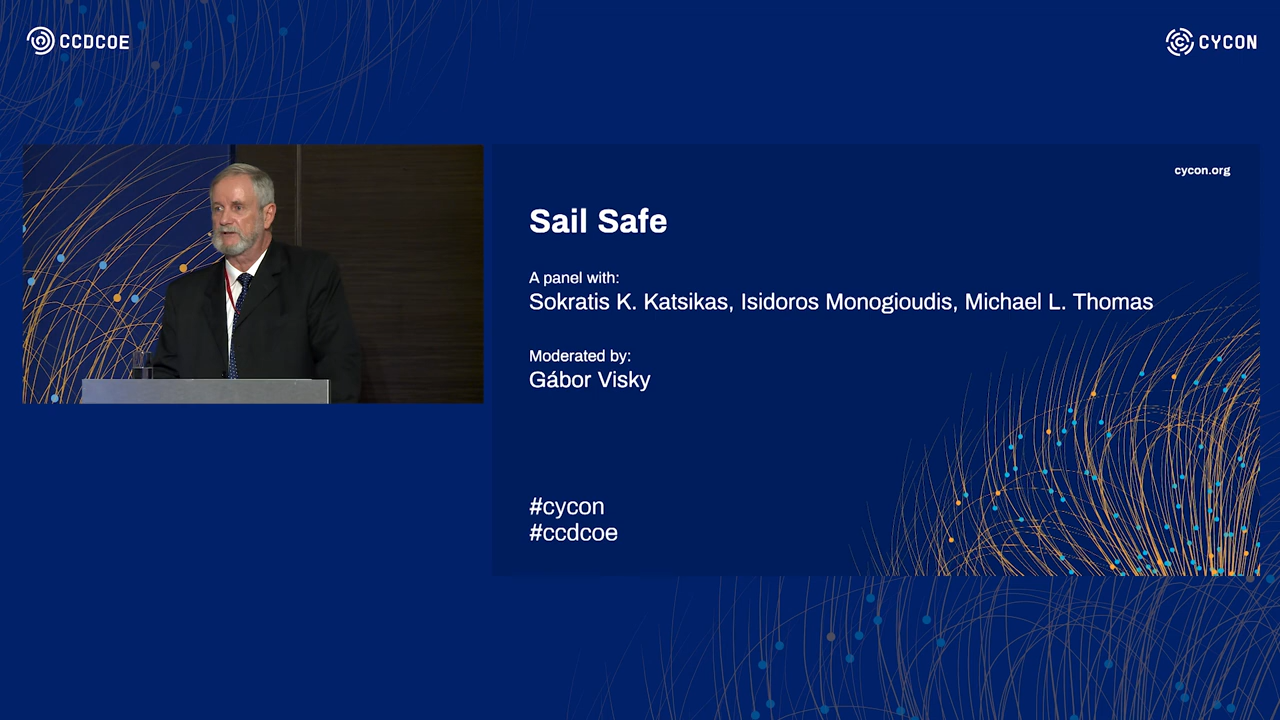 CCDCOE
CYCON
cycon.org
Sail Safe
A panel with:
Sokratis K. Katsikas, Isidoros Monogioudis, Michael L. Thomas
Moderated by:
Gábor Visky
#cycon
#ccdcoe